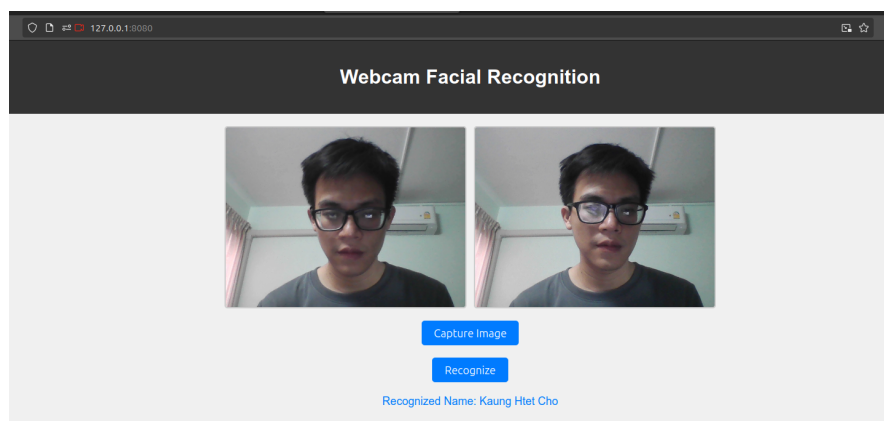 127.0.0.1:8080
Webcam Facial Recognition
Capture Image
Recognize
Recognized Name: Kaung Htet Cho